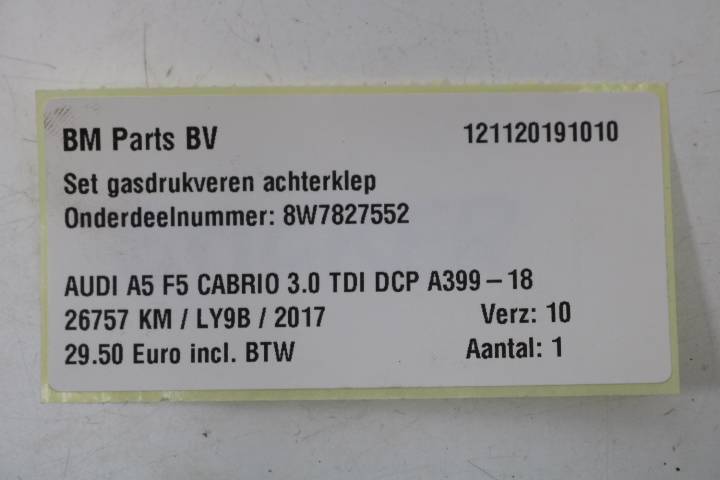 BM Parts BV 121120191010
Set gasdrukveren achterklep
Onderdeelnummer: 8W7827552
AUDI A5 F5 CABRIO 3.0 TDI DCP A399 – 18
26757 KM / LY9B / 2017 Verz: 10
29.50 Euro incl. BTW Aantal: 1